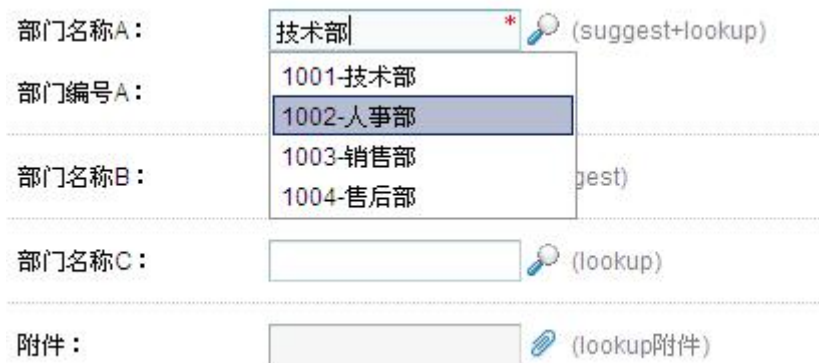 部门名称A： 技术部 * (suggest+lookup)
1001-技术部
部门编号A：
1002-人事部
1003-销售部
部门名称B： gest)
1004-售后部
部门名称C： (lookup)
附件： (lookup附件)